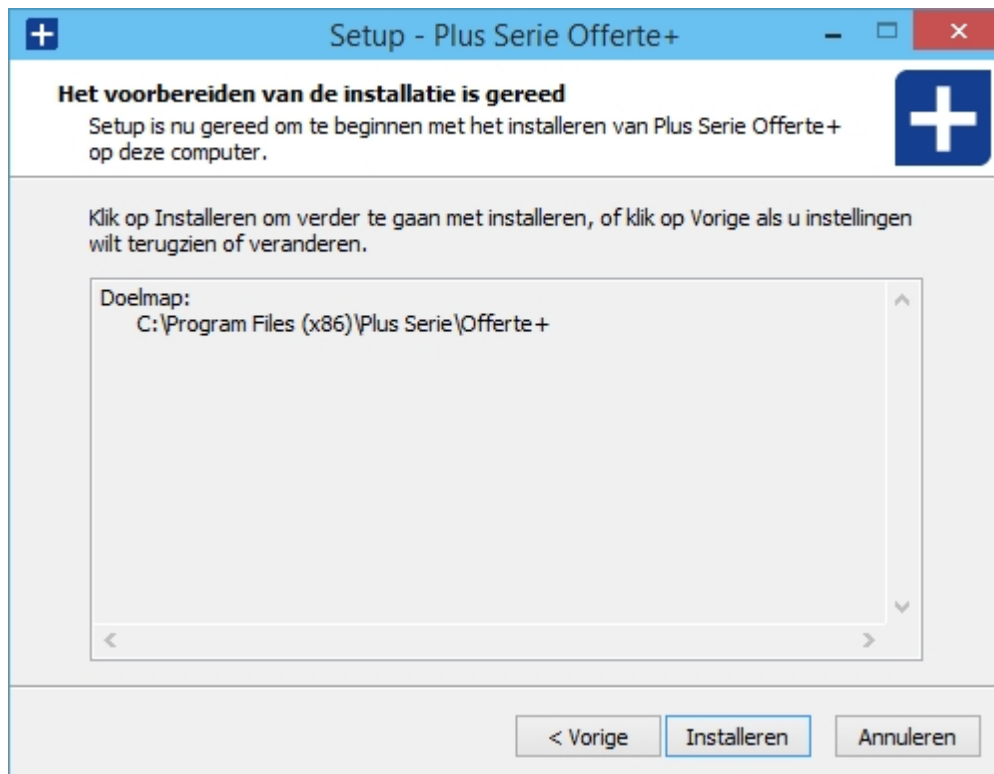 Setup - Plus Serie Offerte+
Het voorbereiden van de installatie is gereed
Setup is nu gereed om te beginnen met het installeren van Plus Serie Offerte+
op deze computer.
Klik op Installeren om verder te gaan met installeren, of klik op Vorige als u instellingen
wilt terugzien of veranderen.
Doelmap:
C:\Program Files (x86)\Plus Serie\Offerte+
< Vorige
Installeren
Annuleren